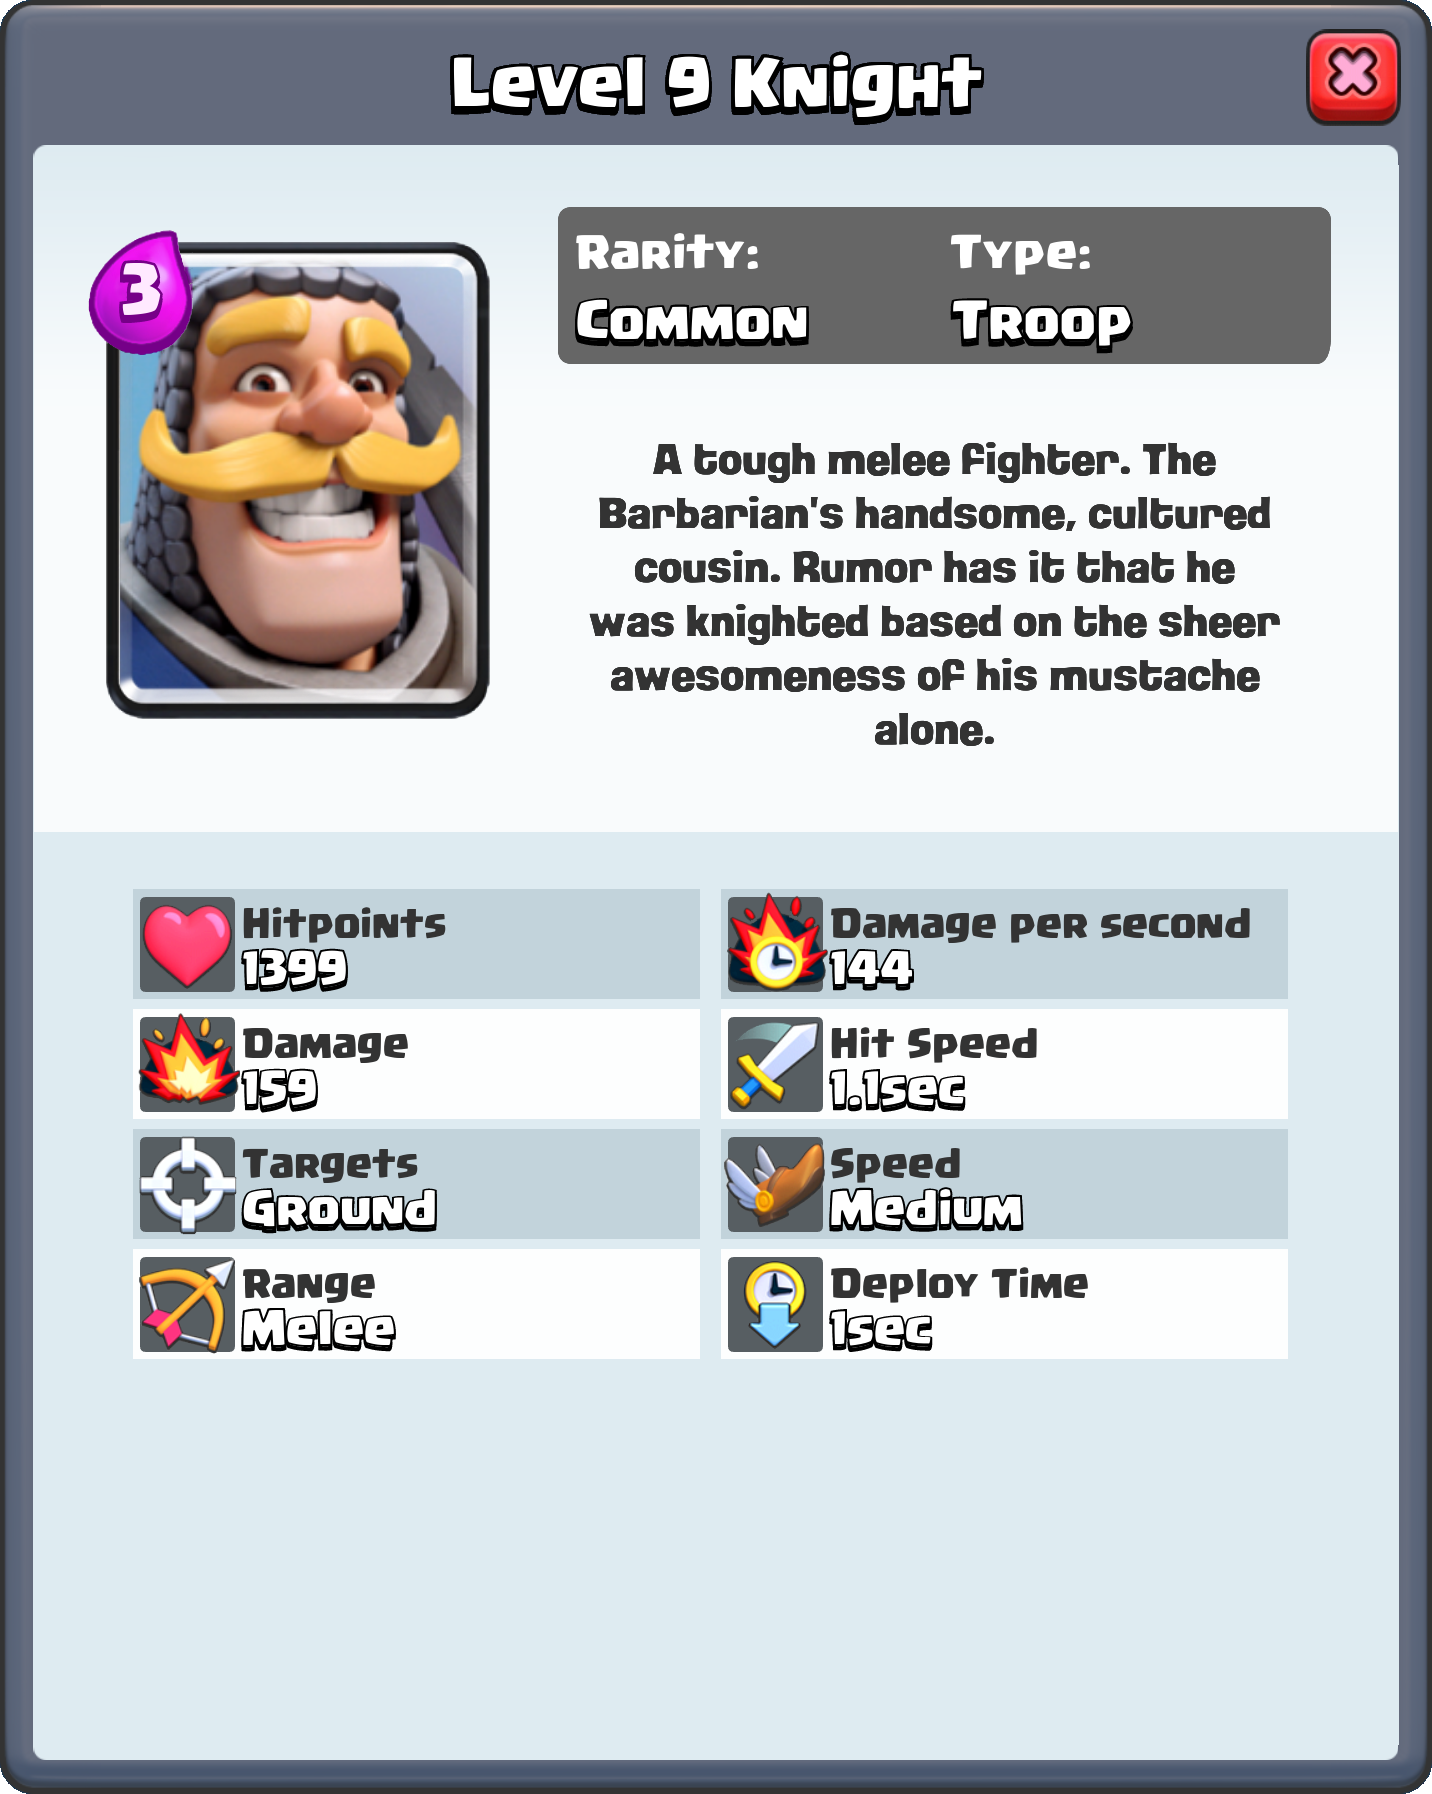 Level 9 Knight
3
Rarity:
Common
Type:
Troop
A tough melee fighter. The
Barbarian's handsome, cultured
cousin. Rumor has it that he
was knighted based on the sheer
awesomeness of his mustache
alone.
Hitpoints
1399
Damage per second
144
Damage
159
Hit Speed
1.1sec
Targets
Ground
Speed
Medium
Range
Melee
Deploy Time
1sec